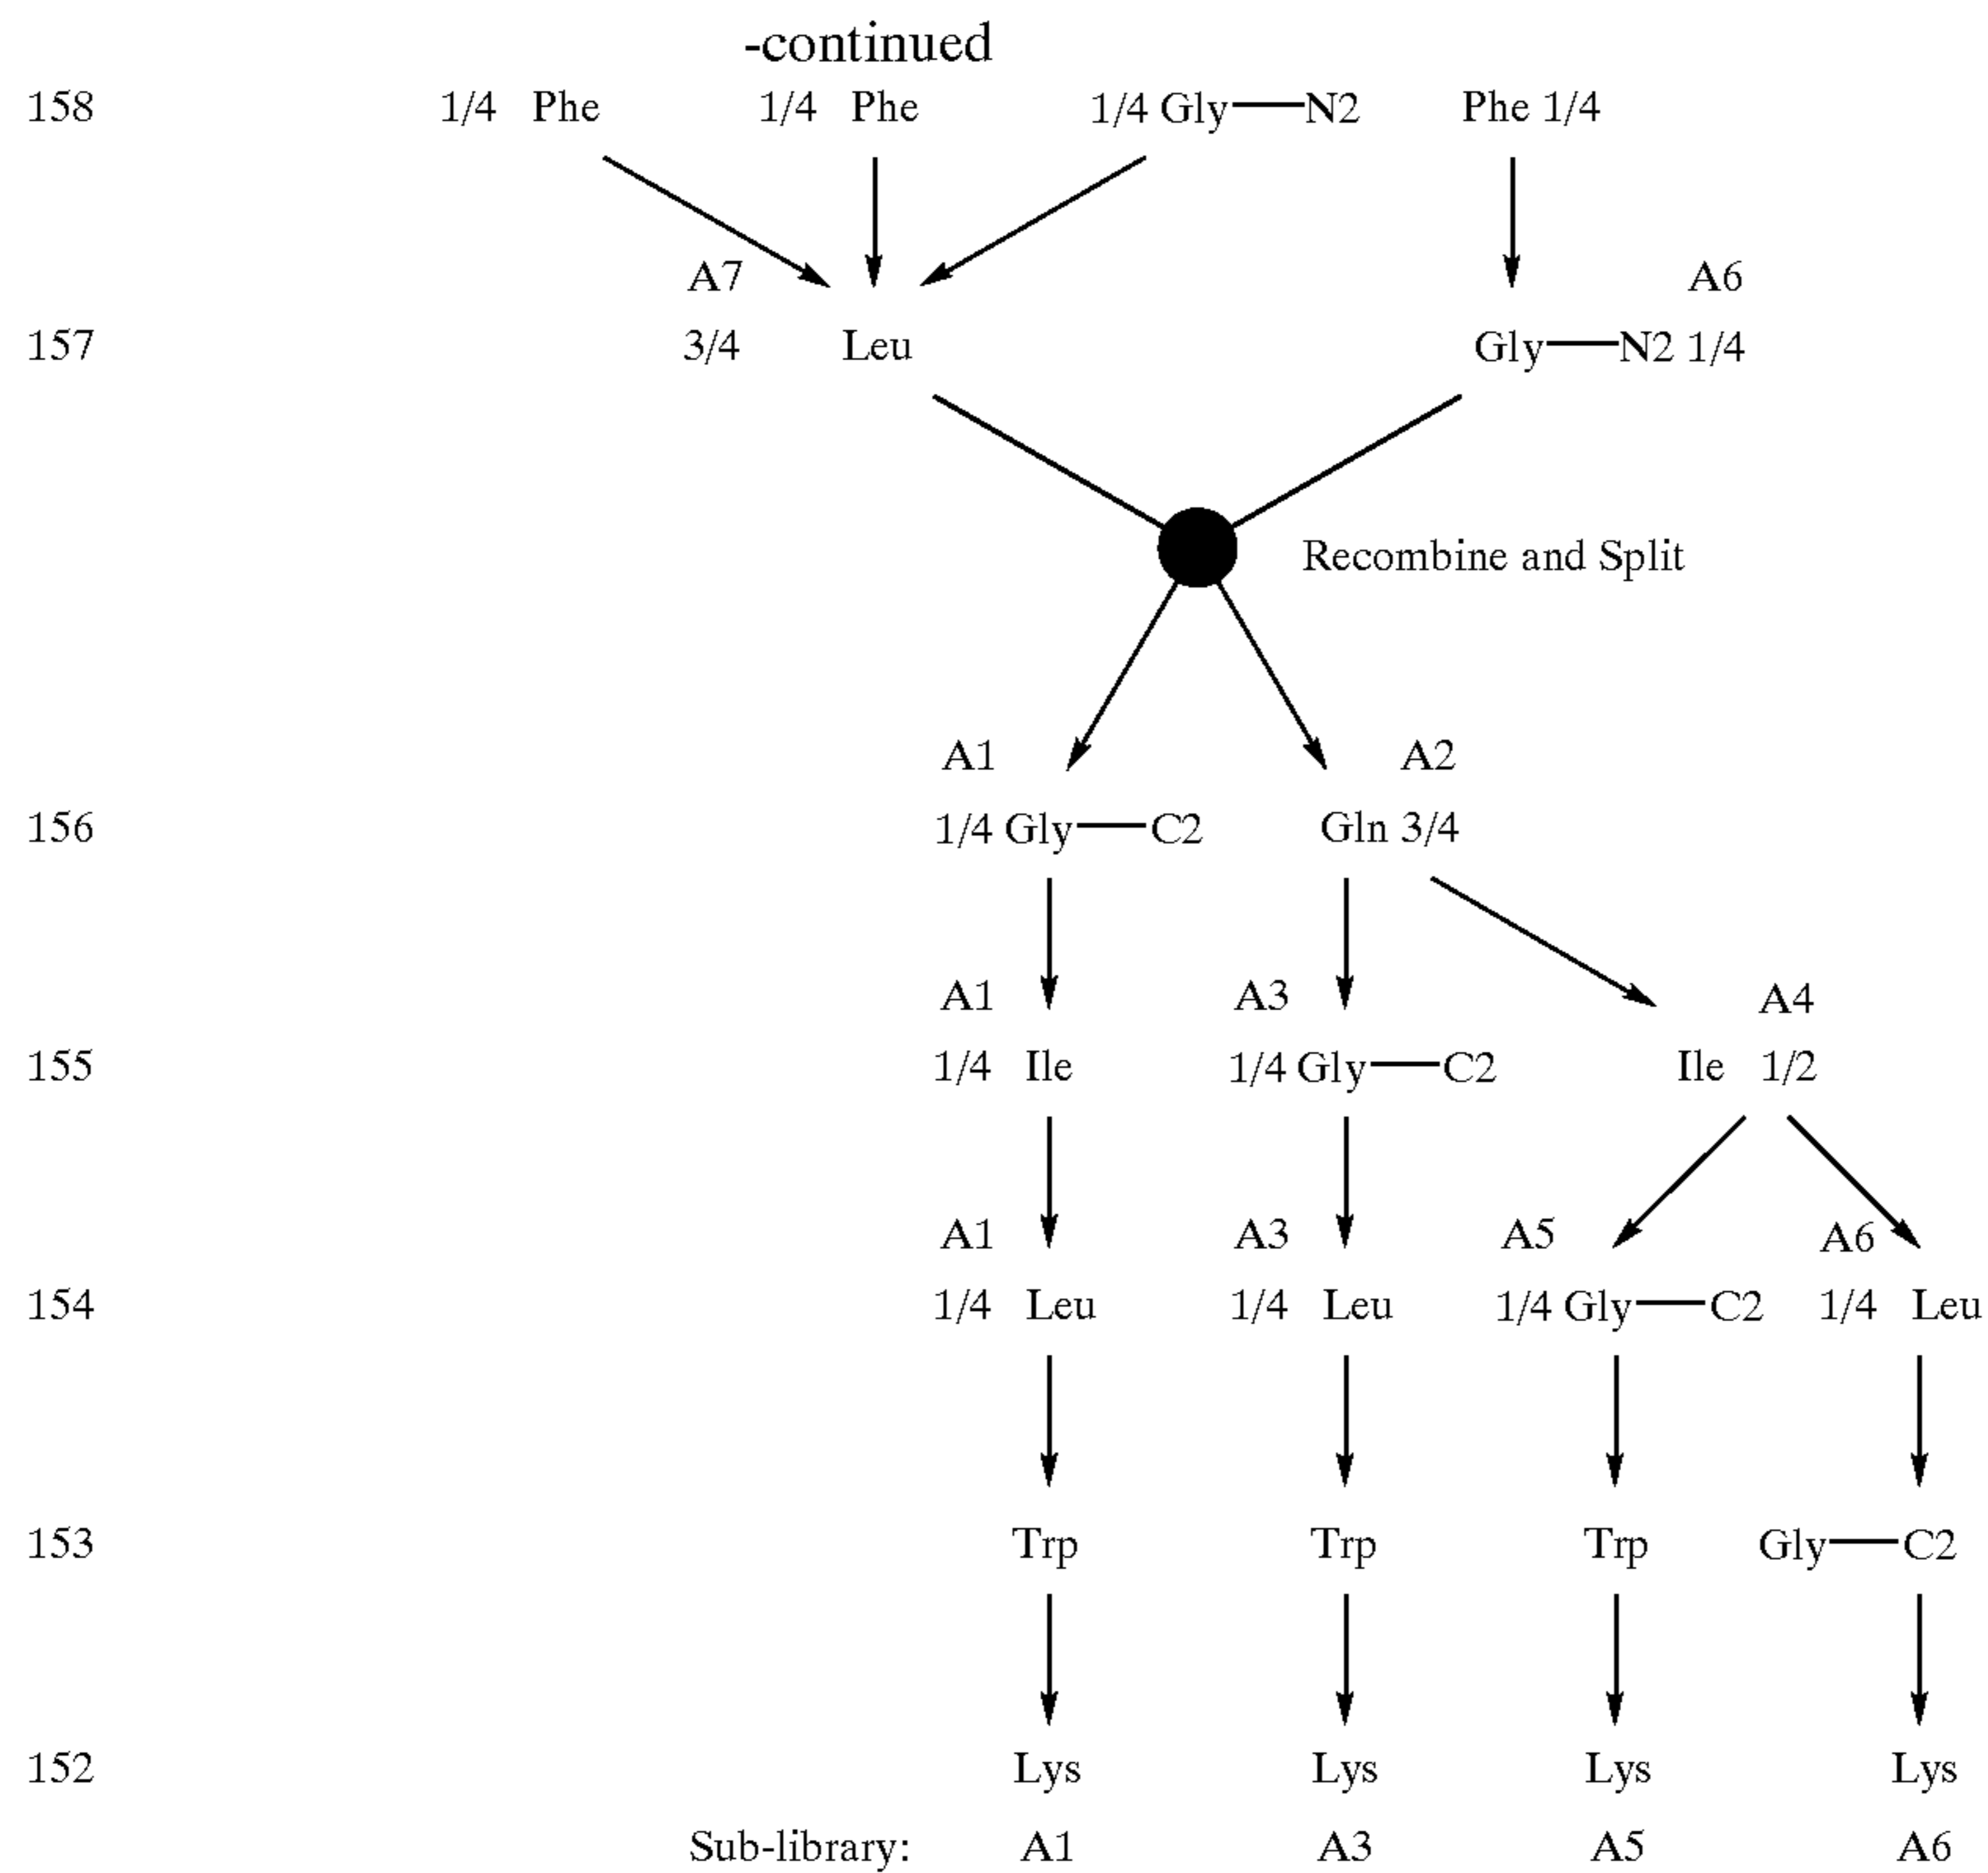 -continued
158 1/4 Phe 1/4 Phe 1/4 Gly—N2 Phe 1/4
A7 A6
157 3/4 Leu Gly—N2 1/4
Recombine and Split
A1 A2
156 1/4 Gly—C2 Gln 3/4
A1 A3 A4
155 1/4 Ile 1/4 Gly—C2 Ile 1/2
A1 A3 A5 A6
154 1/4 Leu 1/4 Leu 1/4 Gly—C2 1/4 Leu
153 Trp Trp Trp Gly—C2
152 Lys Lys Lys Lys
Sub-library: A1 A3 A5 A6